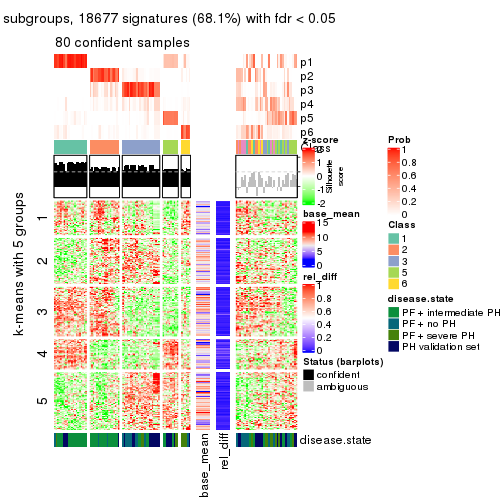 subgroups, 18677 signatures (68.1%) with fdr < 0.05
80 confident samples
p1
p2
p3
p4
p5
p6
Class
Silhouette
score
k-means with 5 groups
1
2
3
4
5
base_mean
rel_diff
disease.state
z-score
2
0
-2
base_mean
15
10
5
0
rel_diff
1
0.8
0.6
0.4
0.2
0
Status (barplots)
confident
ambiguous
Prob
1
0.8
0.6
0.4
0.2
0
Class
1
2
3
5
6
disease.state
PF+ intermediate PH
PF+ no PH
PF+ severe PH
PH validation set